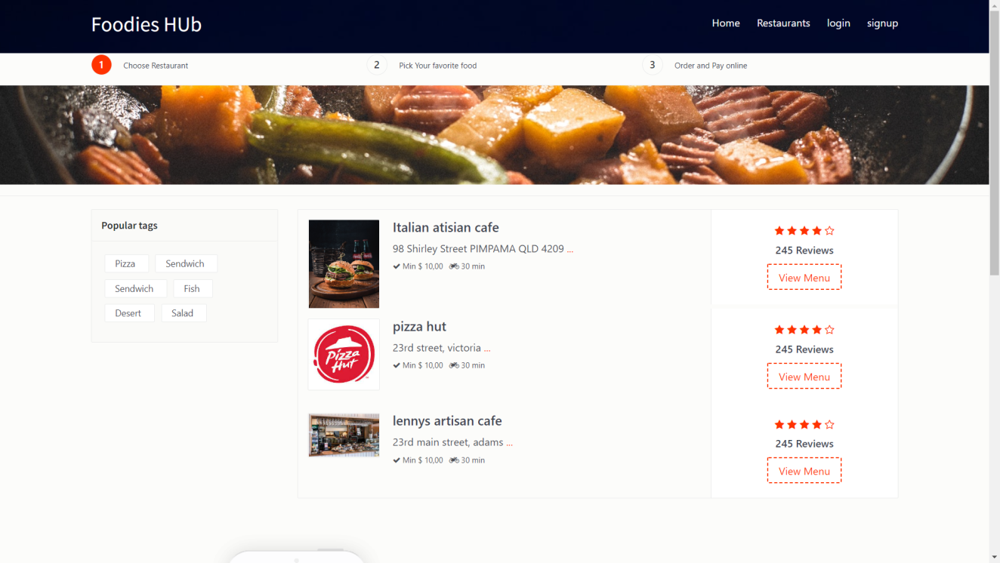 Foodies HUb
Home Restaurants login signup
1 Choose Restaurant
2 Pick Your favorite food
3 Order and Pay online
Popular tags
Pizza Sendwich
Sendwich Fish
Desert Salad
Italian atisian cafe
98 Shirley Street PIMPAMA QLD 4209 ...
Min $ 10,00 30 min
245 Reviews
View Menu
Pizza
Hut
pizza hut
23rd street, victoria ...
Min $ 10,00 30 min
245 Reviews
View Menu
lennys artisan cafe
23rd main street, adams ...
Min $ 10,00 30 min
245 Reviews
View Menu